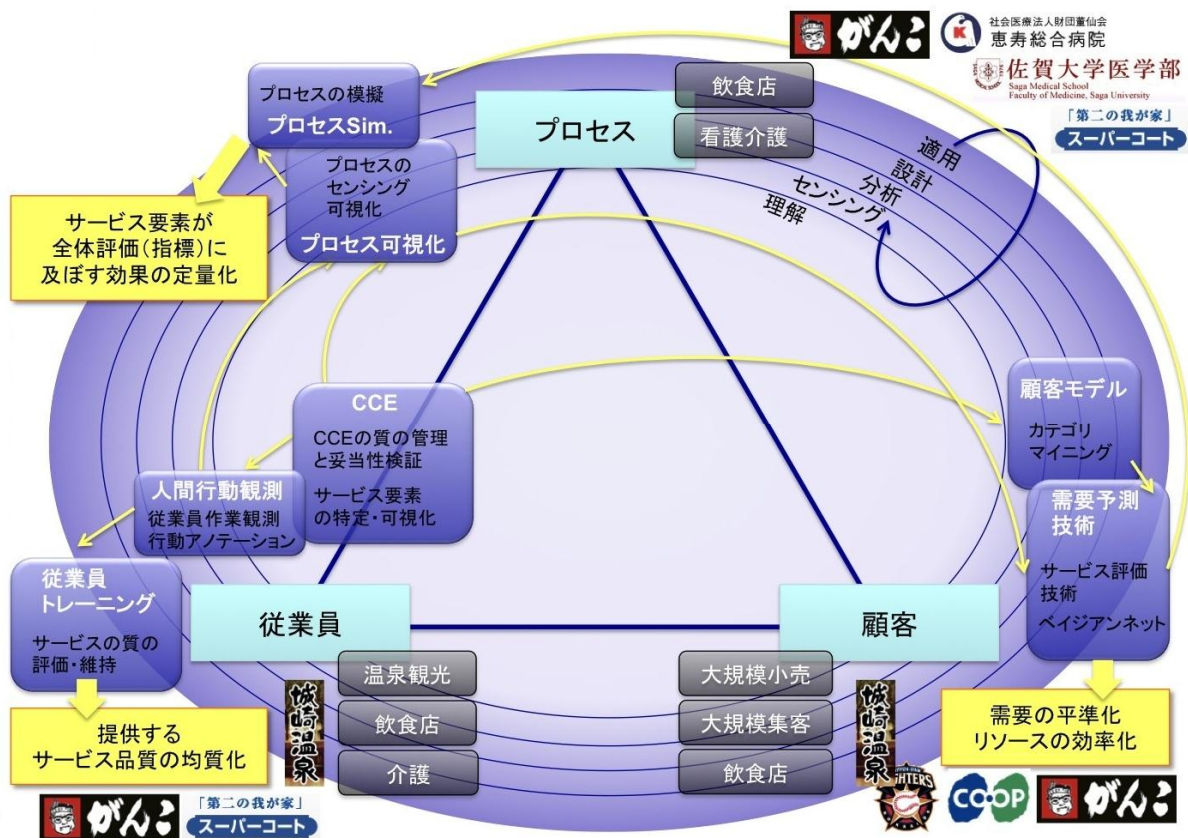 がんこ
社会医療法人財団董仙会
恵寿総合病院
佐賀大学医学部
Saga Medical School
Faculty of Medicine, Saga University
「第二の我が家」
スーパーコート
プロセスの模擬
プロセスSim.
プロセスの
センシング
可視化
プロセス可視化
プロセス
飲食店
看護介護
適用
設計
分析
センシング
理解
サービス要素が
全体評価(指標)に
及ぼす効果の定量化
CCE
CCEの質の管理
と妥当性検証
サービス要素
の特定・可視化
顧客モデル
カテゴリ
マイニング
人間行動観測
従業員作業観測
行動アノテーション
需要予測
技術
サービス評価
技術
ベイジアンネット
従業員
トレーニング
サービスの質の
評価・維持
従業員
顧客
温泉観光
飲食店
介護
大規模小売
大規模集客
飲食店
城崎温泉
城崎温泉
提供する
サービス品質の均質化
需要の平準化
リソースの効率化
がんこ
「第二の我が家」
スーパーコート
FIGHTERS
CO・OP
がんこ